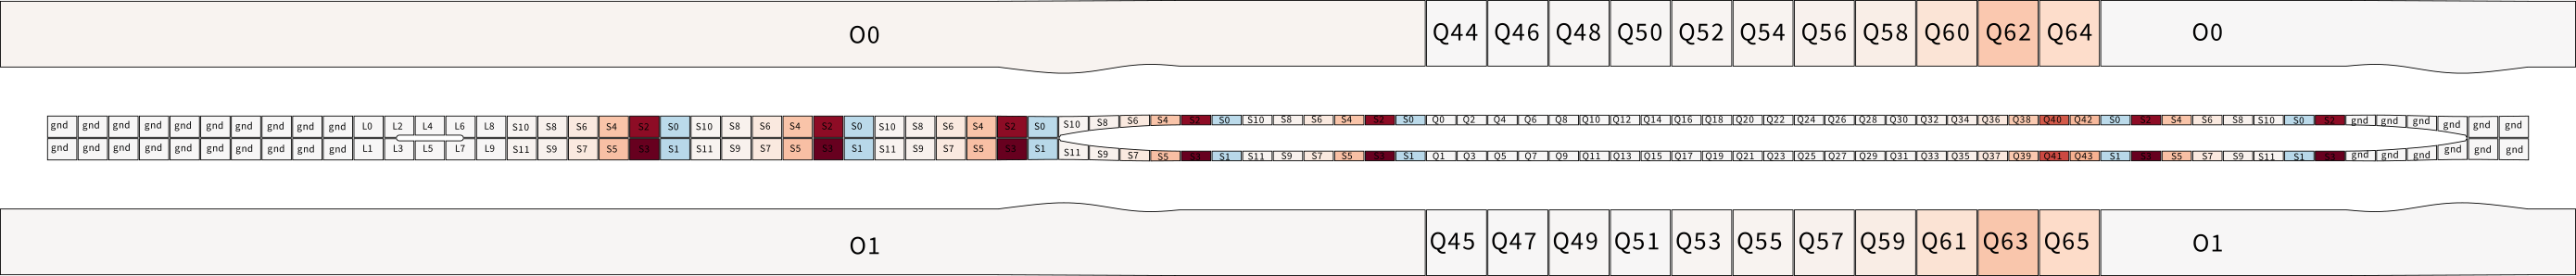 O0 Q44 Q46 Q48 Q50 Q52 Q54 Q56 Q58 Q60 Q62 Q64 O0
gnd gnd gnd gnd gnd gnd gnd gnd gnd gnd L0 L2 L4 L6 L8 S10 S8 S6 S4 S2 S0 S10 S8 S6 S4 S2 S0 S10 S8 S6 S4 S2 S0 S10 S8 S6 S4 S2 S0 S10 S8 S6 S4 S2 S0 Q0 Q2 Q4 Q6 Q8 Q10 Q12 Q14 Q16 Q18 Q20 Q22 Q24 Q26 Q28 Q30 Q32 Q34 Q36 Q38 Q40 Q42 S0 S2 S4 S6 S8 S10 S0 S2 gnd gnd gnd gnd gnd gnd
gnd gnd gnd gnd gnd gnd gnd gnd gnd gnd L1 L3 L5 L7 L9 S11 S9 S7 S5 S3 S1 S11 S9 S7 S5 S3 S1 S11 S9 S7 S5 S3 S1 S11 S9 S7 S5 S3 S1 S11 S9 S7 S5 S3 S1 Q1 Q3 Q5 Q7 Q9 Q11 Q13 Q15 Q17 Q19 Q21 Q23 Q25 Q27 Q29 Q31 Q33 Q35 Q37 Q39 Q41 Q43 S1 S3 S5 S7 S9 S11 S1 S3 gnd gnd gnd gnd gnd gnd
O1 Q45 Q47 Q49 Q51 Q53 Q55 Q57 Q59 Q61 Q63 Q65 O1